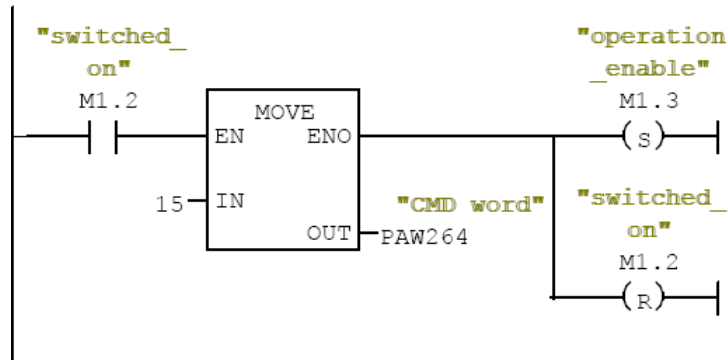 "switched_
on"
M1.2
MOVE
EN ENO
15 IN
OUT
"CMD word"
PAW264
"operation
_enable"
M1.3
S
"switched_
on"
M1.2
R